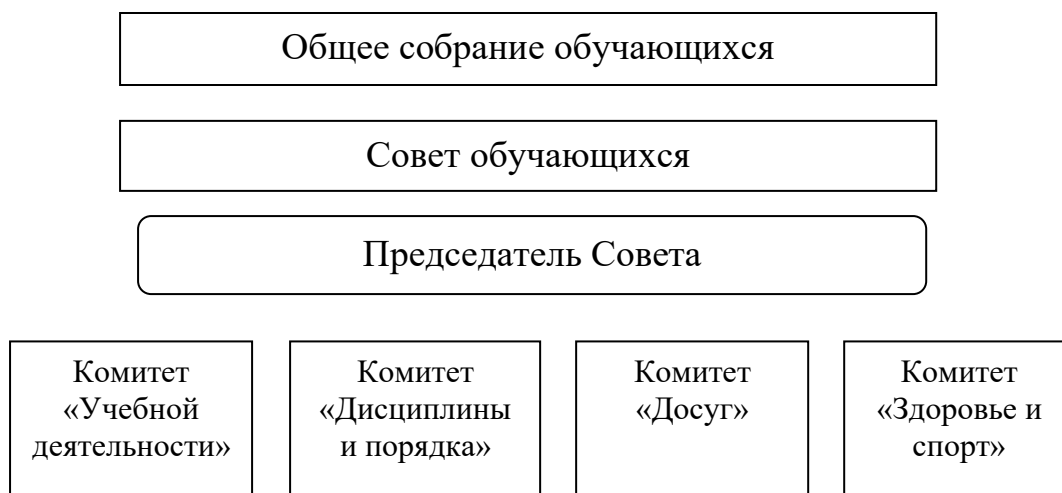 Общее собрание обучающихся
Совет обучающихся
Председатель Совета
Комитет
«Учебной
деятельности»
Комитет
«Дисциплины
и порядка»
Комитет
«Досуг»
Комитет
«Здоровье и
спорт»